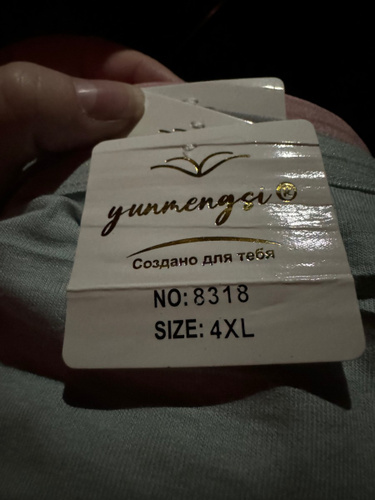 yunmengsi ®
Создано для тебя
NO: 8318
SIZE: 4XL